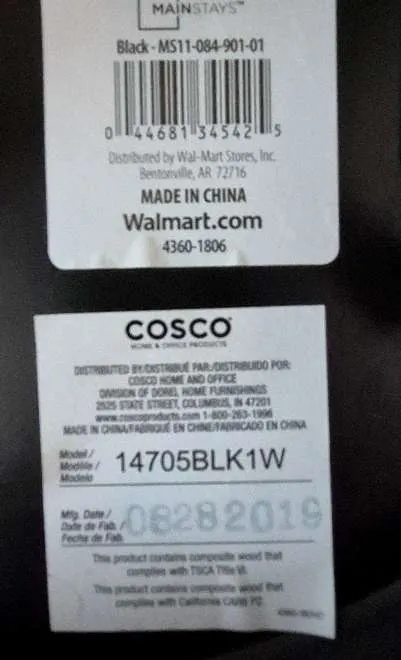 MAINSTAYS™
Black - MS11-084-901-01
0 44681 34542 5
Distributed by Wal-Mart Stores, Inc.
Bentonville, AR 72716
MADE IN CHINA
Walmart.com
4360-1806
COSCO
HOME & OFFICE PRODUCTS
DISTRIBUTED BY/DISTRIBUÉ PAR/DISTRIBUIDO POR:
COSCO HOME AND OFFICE
DIVISION OF DOREL HOME FURNISHINGS
2525 STATE STREET, COLUMBUS, IN 47201
www.coscoproducts.com 1-800-263-1996
MADE IN CHINA/FABRIQUÉ EN CHINE/FABRICADO EN CHINA
Model /
Modèle / 14705BLK1W
Modelo
Mfg. Date /
Date de Fab. / 08282019
Fecha de Fab.
This product contains composite wood that
complies with TSCA Title VI.
This product contains composite wood that
complies with California CARB P2.